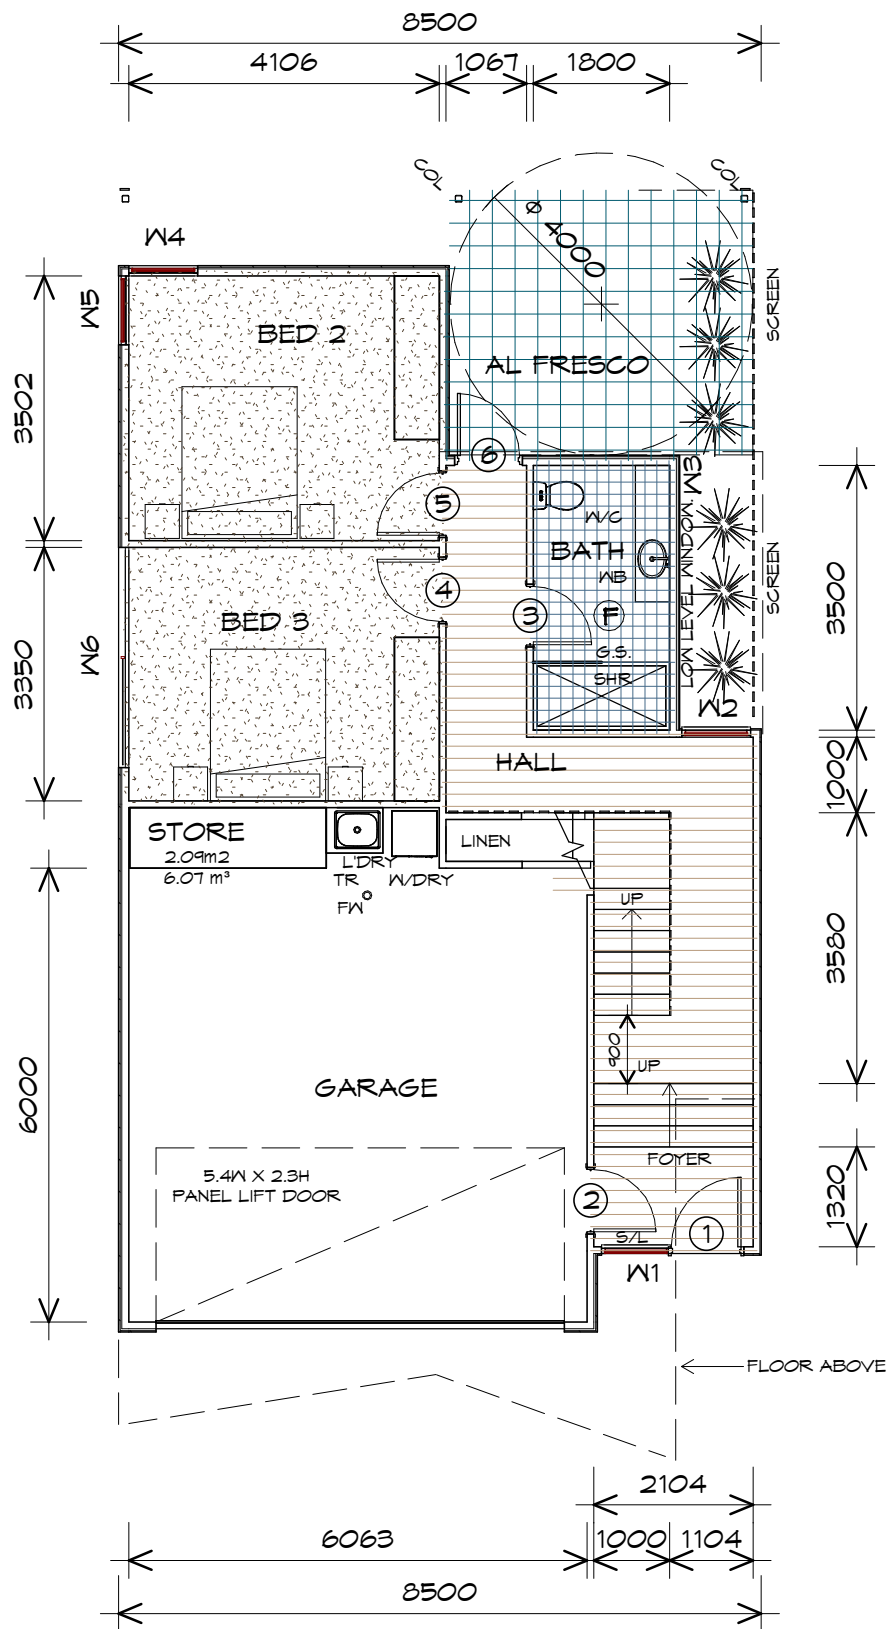 8500
4106 1067 1800
COL COL
W4
ø 4000
W5
BED 2
SCREEN
AL FRESCO
3502
6
W3
5
W/C
BATH
LOW LEVEL WINDOW.
SCREEN
3500
W6
BED 3
4
WB
3
F
3350
G.S.
SHR
W2
HALL
1000
STORE
2.09m2
6.07 m³
L'DRY
TR
W/DRY
FW
LINEN
UP
3580
900
UP
6000
GARAGE
FOYER
5.4W X 2.3H
PANEL LIFT DOOR
2
1320
S/L
1
W1
FLOOR ABOVE
2104
6063 1000 1104
8500